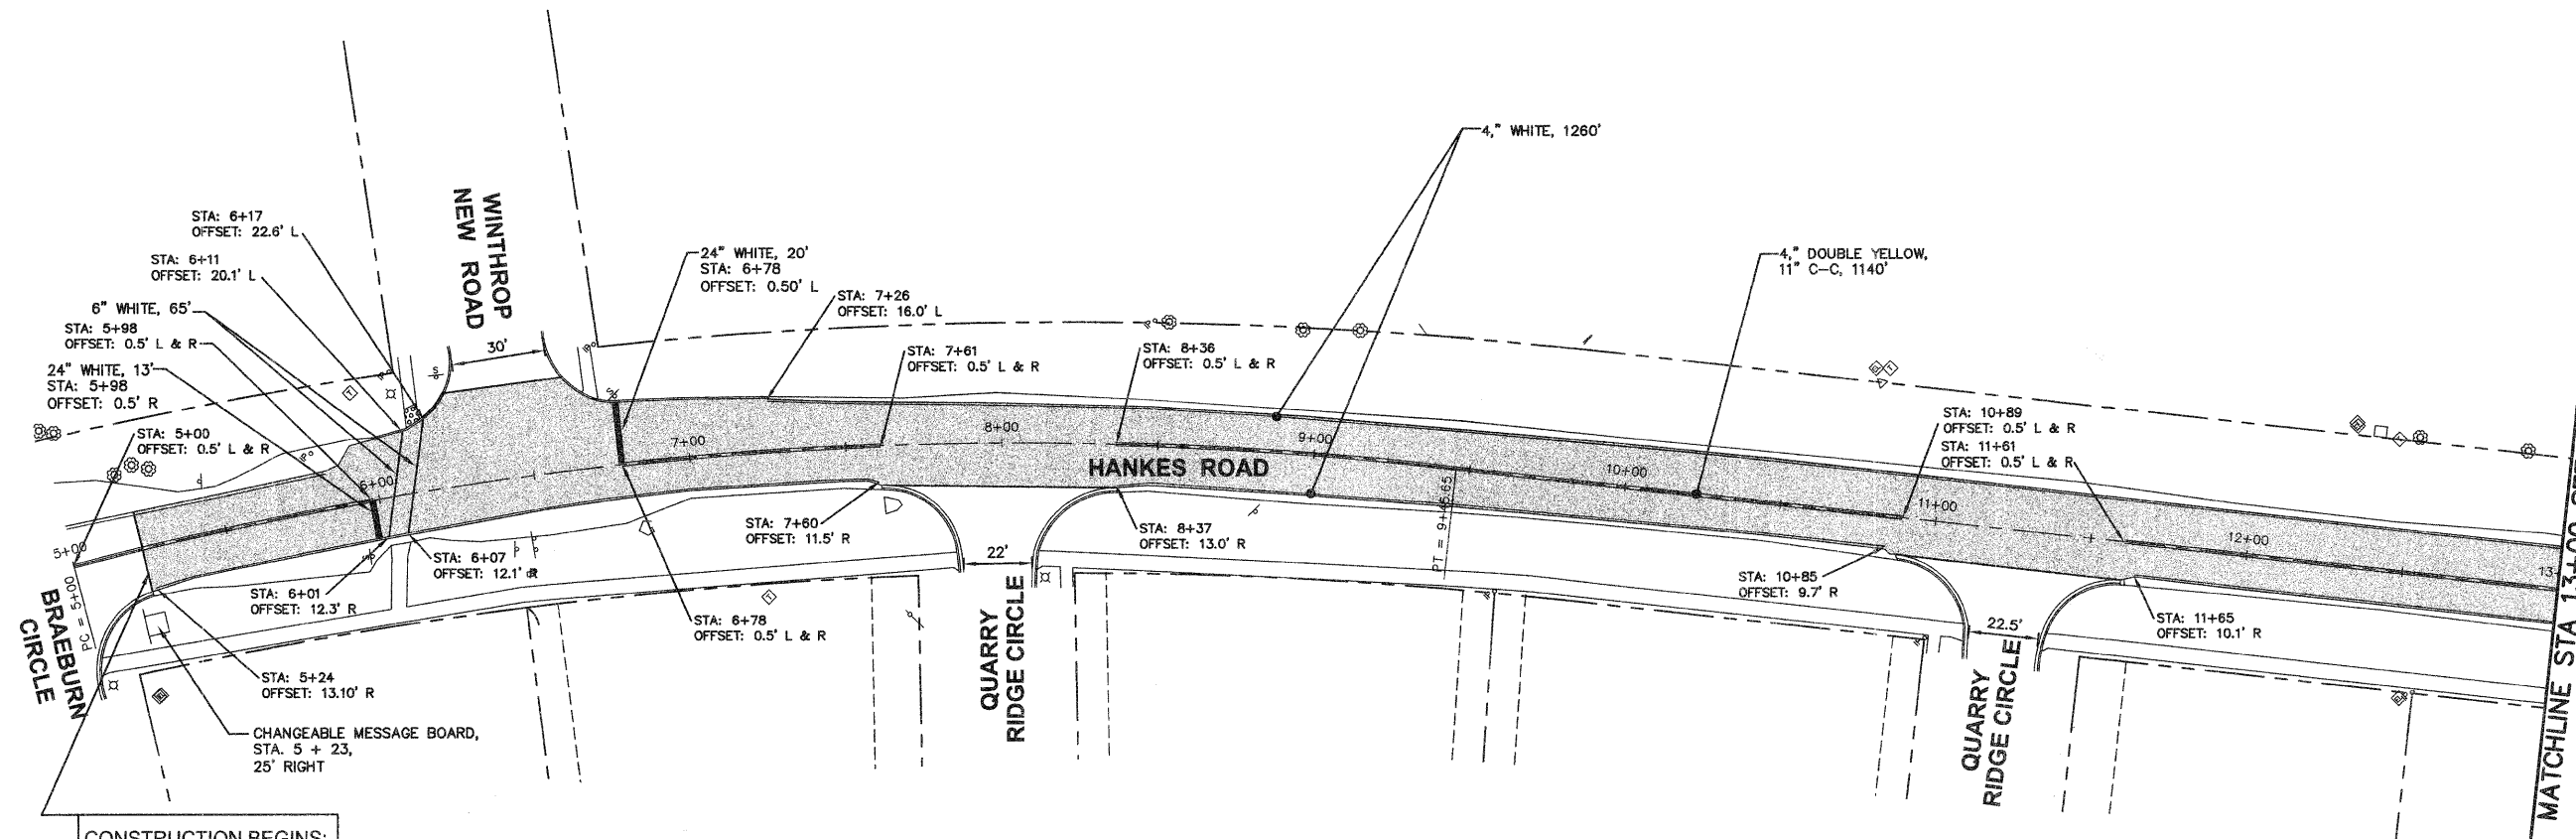 4," WHITE, 1260'
WINTHROP
NEW ROAD
STA: 6+17
OFFSET: 22.6' L
STA: 6+11
OFFSET: 20.1' L
6" WHITE, 65'
STA: 5+98
OFFSET: 0.5' L & R
24" WHITE, 13'
STA: 5+98
OFFSET: 0.5' R
STA: 5+00
OFFSET: 0.5' L & R
30'
24" WHITE, 20'
STA: 6+78
OFFSET: 0.50' L
STA: 7+26
OFFSET: 16.0' L
STA: 7+61
OFFSET: 0.5' L & R
STA: 8+36
OFFSET: 0.5' L & R
4," DOUBLE YELLOW,
11" C-C, 1140'
STA: 10+89
OFFSET: 0.5' L & R
STA: 11+61
OFFSET: 0.5' L & R
5+00
6+00
7+00
8+00
9+00
10+00
11+00
12+00
13+
HANKES ROAD
PC = 5+00
PT = 9+46.65
BRAEBURN
CIRCLE
STA: 6+01
OFFSET: 12.3' R
STA: 6+07
OFFSET: 12.1' R
STA: 7+60
OFFSET: 11.5' R
STA: 6+78
OFFSET: 0.5' L & R
22'
QUARRY
RIDGE CIRCLE
STA: 8+37
OFFSET: 13.0' R
STA: 10+85
OFFSET: 9.7' R
22.5'
QUARRY
RIDGE CIRCLE
STA: 11+65
OFFSET: 10.1' R
STA: 5+24
OFFSET: 13.10' R
CHANGEABLE MESSAGE BOARD,
STA. 5 + 23,
25' RIGHT
MATCHLINE STA 13+00
CONSTRUCTION BEGINS: